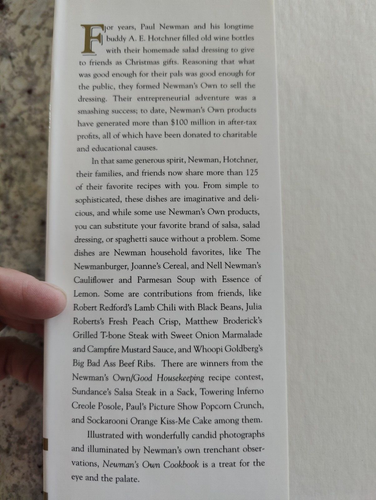 For years, Paul Newman and his longtime
buddy A. E. Hotchner filled old wine bottles
with their homemade salad dressing to give
to friends as Christmas gifts. Reasoning that what
was good enough for their pals was good enough for
the public, they formed Newman's Own to sell the
dressing. Their entrepreneurial adventure was a
smashing success; to date, Newman's Own products
have generated more than $100 million in after-tax
profits, all of which have been donated to charitable
and educational causes.
In that same generous spirit, Newman, Hotchner,
their families, and friends now share more than 125
of their favorite recipes with you. From simple to
sophisticated, these dishes are imaginative and deli-
cious, and while some use Newman's Own products,
you can substitute your favorite brand of salsa, salad
dressing, or spaghetti sauce without a problem. Some
dishes are Newman household favorites, like The
Newmanburger, Joanne's Cereal, and Nell Newman's
Cauliflower and Parmesan Soup with Essence of
Lemon. Some are contributions from friends, like
Robert Redford's Lamb Chili with Black Beans, Julia
Roberts's Fresh Peach Crisp, Matthew Broderick's
Grilled T-bone Steak with Sweet Onion Marmalade
and Campfire Mustard Sauce, and Whoopi Goldberg's
Big Bad Ass Beef Ribs. There are winners from the
Newman's Own/Good Housekeeping recipe contest,
Sundance's Salsa Steak in a Sack, Towering Inferno
Creole Posole, Paul's Picture Show Popcorn Crunch,
and Sockarooni Orange Kiss-Me Cake among them.
Illustrated with wonderfully candid photographs
and illuminated by Newman's own trenchant obser-
vations, Newman's Own Cookbook is a treat for the
eye and the palate.